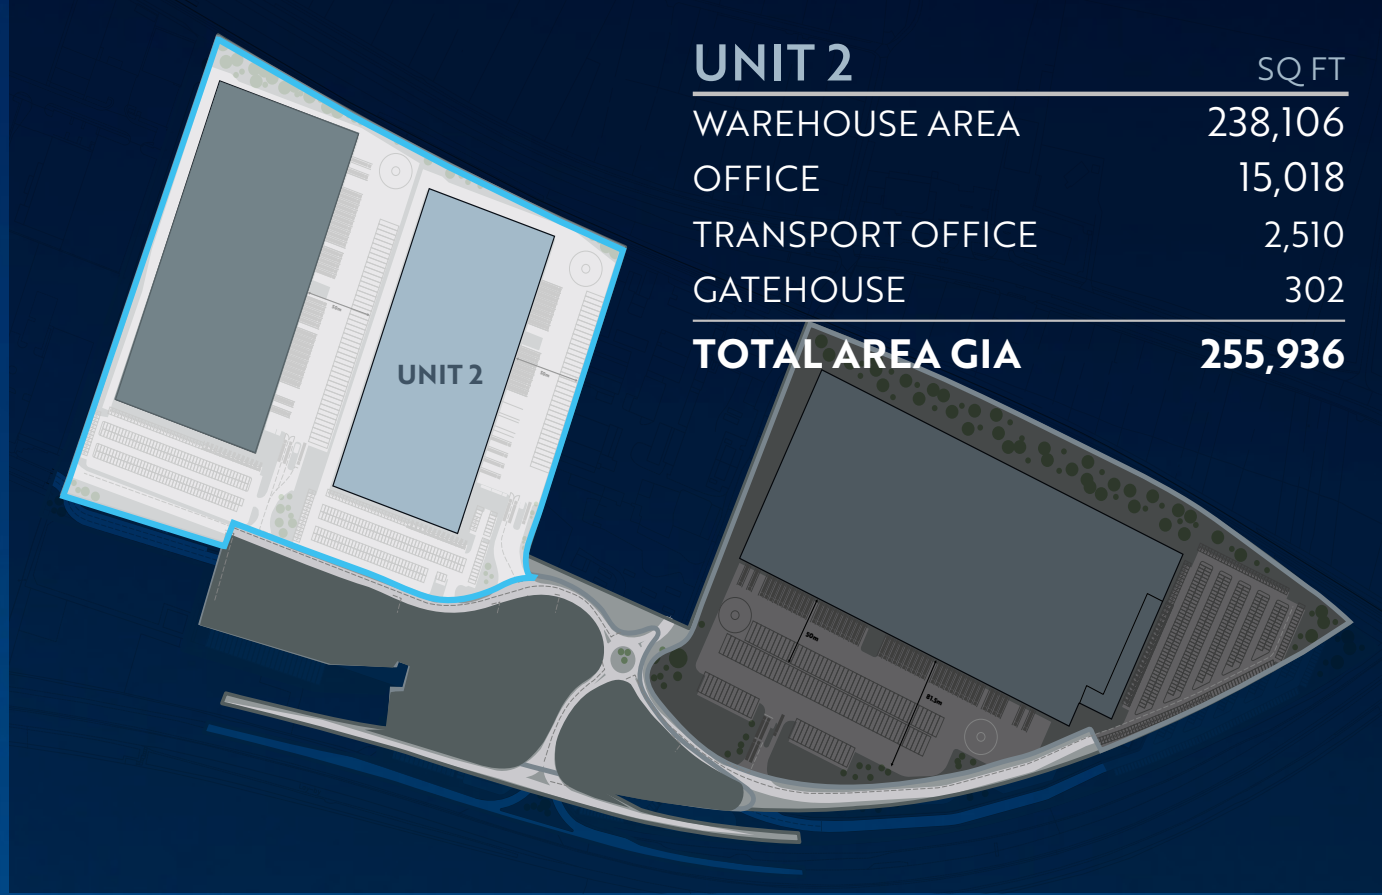 UNIT 2 SQ FT
WAREHOUSE AREA 238,106
OFFICE 15,018
TRANSPORT OFFICE 2,510
GATEHOUSE 302
TOTAL AREA GIA 255,936
UNIT 2
50m
81.5m